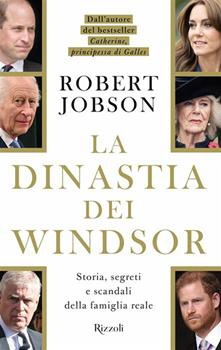 Dall'autore
del bestseller
Catherine,
principessa di Galles
ROBERT
JOBSON
LA
DINASTIA
DEI
WINDSOR
Storia, segreti
e scandali
della famiglia reale
Rizzoli